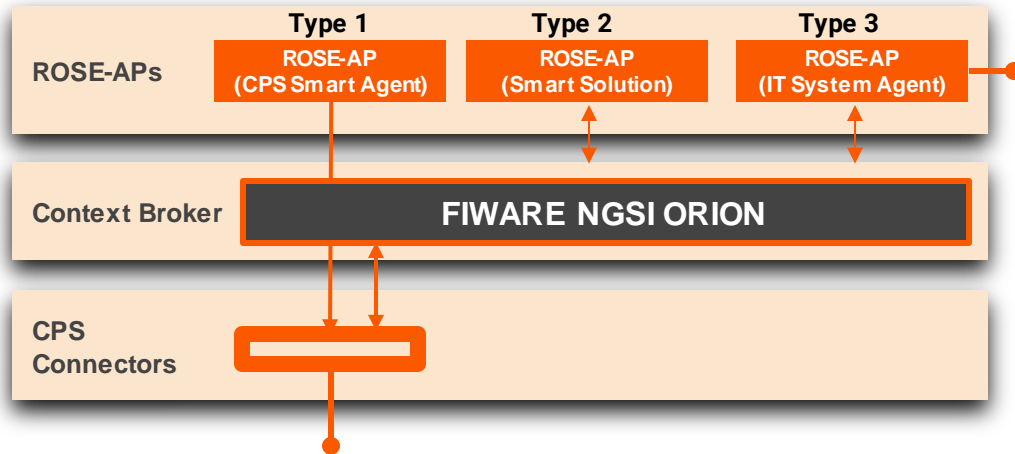 Type 1
Type 2
Type 3
ROSE-APs
ROSE-AP
(CPS Smart Agent)
ROSE-AP
(Smart Solution)
ROSE-AP
(IT System Agent)
Context Broker
FIWARE NGSI ORION
CPS
Connectors